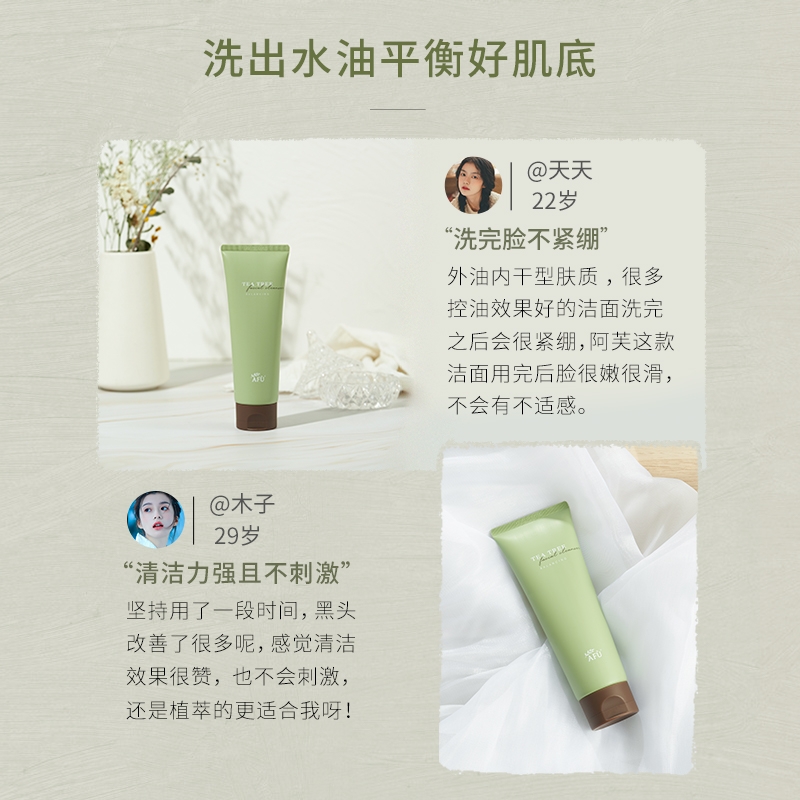 洗出水油平衡好肌底
@天天
22岁
“洗完脸不紧绷”
外油内干型肤质，很多
控油效果好的洁面洗完
之后会很紧绷,阿芙这款
洁面用完后脸很嫩很滑，
不会有不适感。
TEA TREE
AFU
@木子
29岁
“清洁力强且不刺激”
坚持用了一段时间，黑头
改善了很多呢，感觉清洁
效果很赞，也不会刺激，
还是植萃的更适合我呀！
TEA TREE
AFU